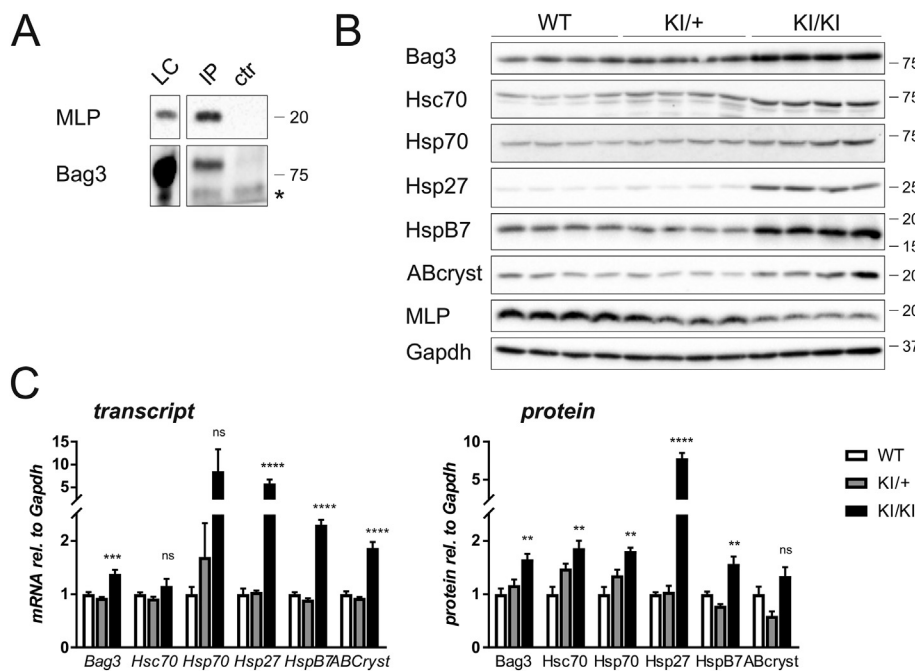 A
LC IP ctr
MLP
20
Bag3
75
*
B
WT KI/+ KI/KI
Bag3
75
Hsc70
75
Hsp70
75
Hsp27
25
HspB7
20
15
ABcryst
20
MLP
20
Gapdh
37
C
transcript
mRNA rel. to Gapdh
15
10
5
2
1
0
*** ns ns **** **** ****
Bag3 Hsc70 Hsp70 Hsp27 HspB7 ABCryst
protein
protein rel. to Gapdh
10
5
2
1
0
** ** ** **** ** ns
Bag3 Hsc70 Hsp70 Hsp27 HspB7 ABcryst
WT
KI/+
KI/KI